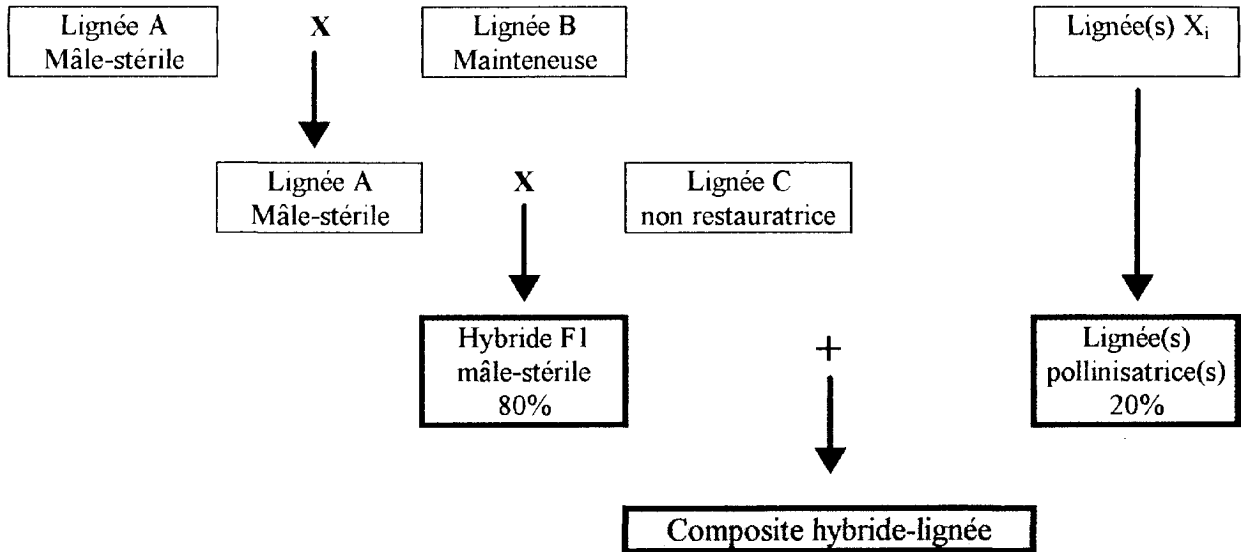 Lignée A
Mâle-stérile
X
Lignée B
Mainteneuse
Lignée(s) Xᵢ
Lignée A
Mâle-stérile
X
Lignée C
non restauratrice
Hybride F1
mâle-stérile
80%
+
Lignée(s)
pollinisatrice(s)
20%
Composite hybride-lignée